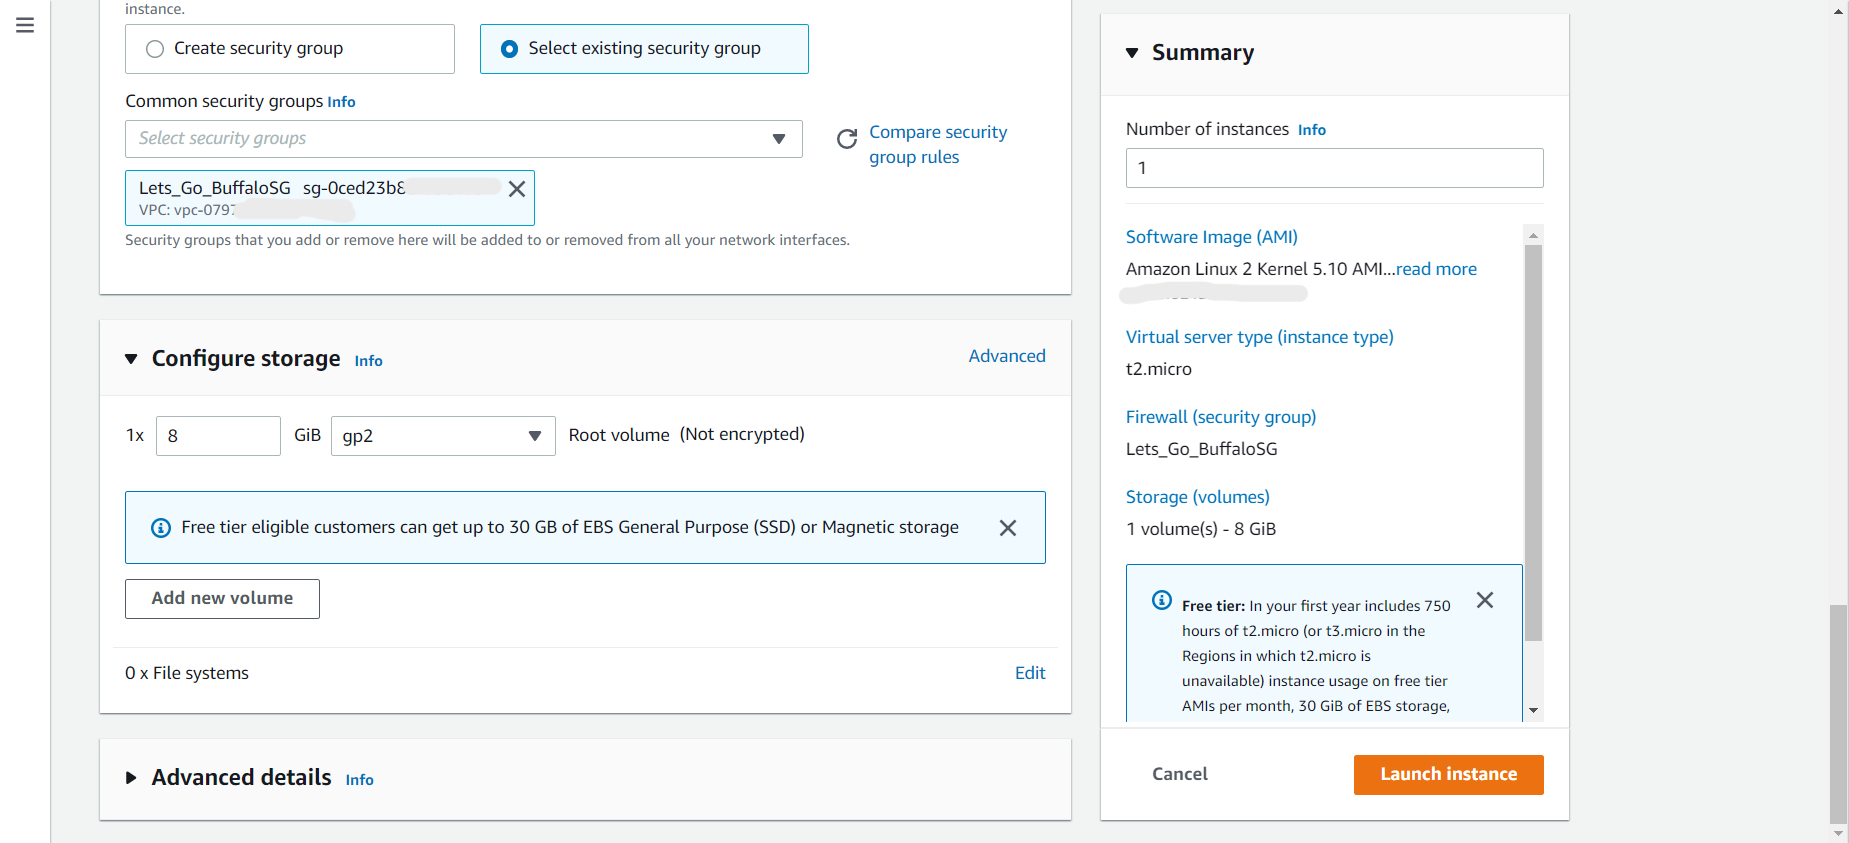 instance.
Create security group
Select existing security group
Common security groups Info
Select security groups
Compare security
group rules
Lets_Go_BuffaloSG sg-0ced23b8
VPC: vpc-0797
Security groups that you add or remove here will be added to or removed from all your network interfaces.
Configure storage Info
Advanced
1x 8 GiB gp2 Root volume (Not encrypted)
Free tier eligible customers can get up to 30 GB of EBS General Purpose (SSD) or Magnetic storage
Add new volume
0 x File systems
Edit
Advanced details Info
Summary
Number of instances Info
1
Software Image (AMI)
Amazon Linux 2 Kernel 5.10 AMI...read more
Virtual server type (instance type)
t2.micro
Firewall (security group)
Lets_Go_BuffaloSG
Storage (volumes)
1 volume(s) - 8 GiB
Free tier: In your first year includes 750
hours of t2.micro (or t3.micro in the
Regions in which t2.micro is
unavailable) instance usage on free tier
AMIs per month, 30 GiB of EBS storage,
Cancel
Launch instance